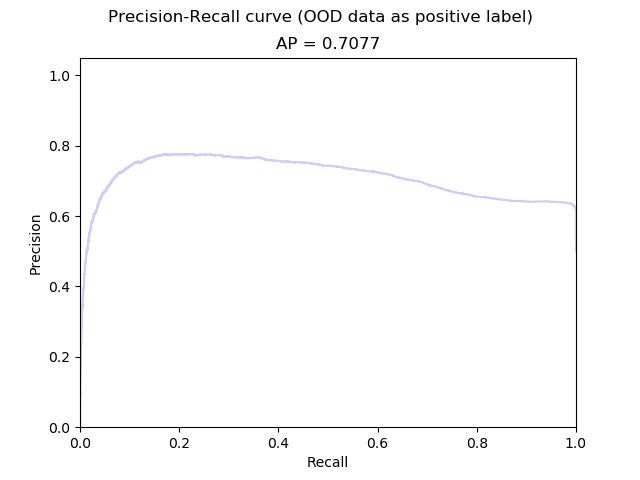 Precision-Recall curve (OOD data as positive label)
AP = 0.7077
1.0
0.8
0.6
0.4
0.2
0.0
Precision
0.0 0.2 0.4 0.6 0.8 1.0
Recall